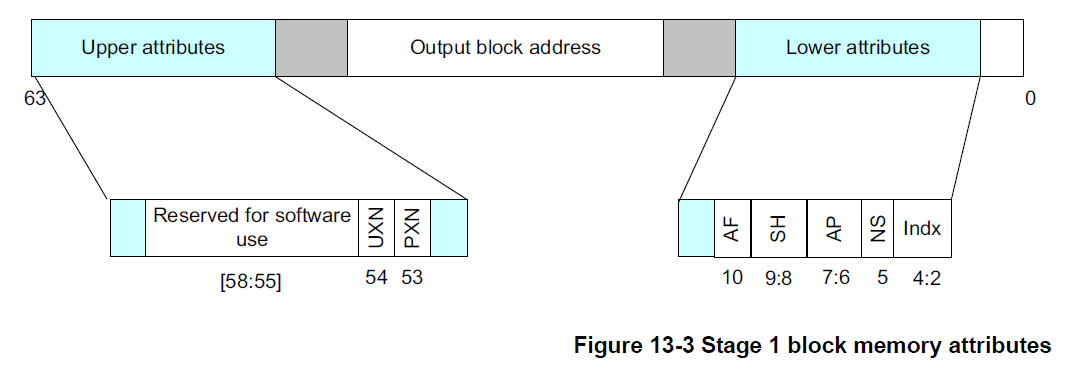 Upper attributes
Output block address
Lower attributes
63
0
Reserved for software
use
UXN
PXN
AF
SH
AP
NS
Indx
[58:55]
54
53
10
9:8
7:6
5
4:2
Figure 13-3 Stage 1 block memory attributes